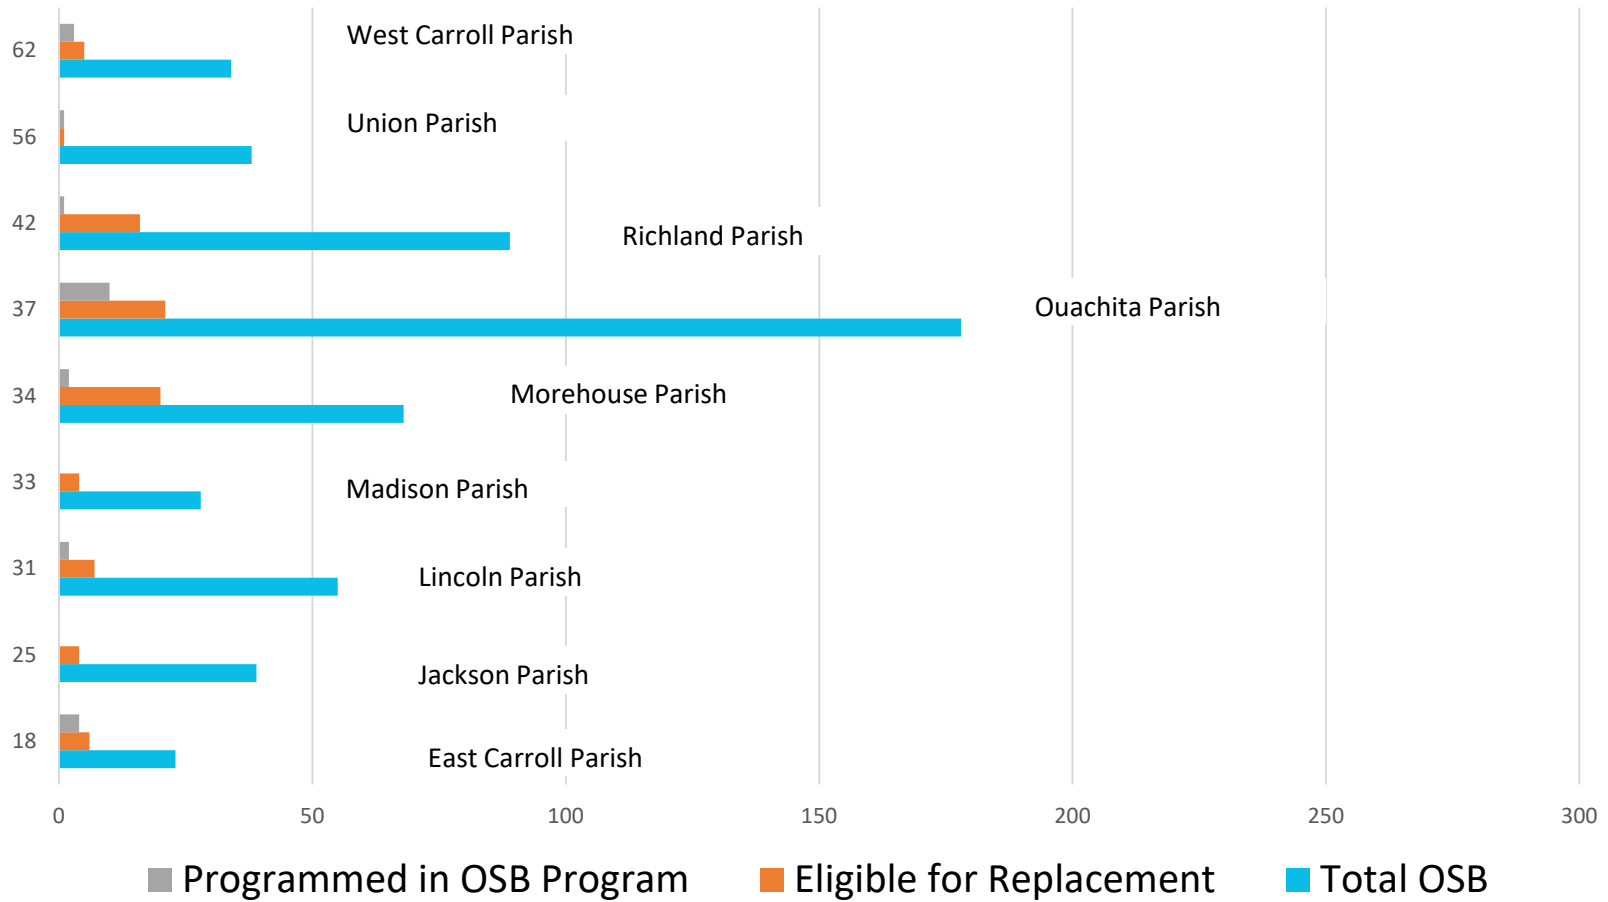 62 West Carroll Parish
56 Union Parish
42 Richland Parish
37 Ouachita Parish
34 Morehouse Parish
33 Madison Parish
31 Lincoln Parish
25 Jackson Parish
18 East Carroll Parish
0 50 100 150 200 250 300
Programmed in OSB Program Eligible for Replacement Total OSB